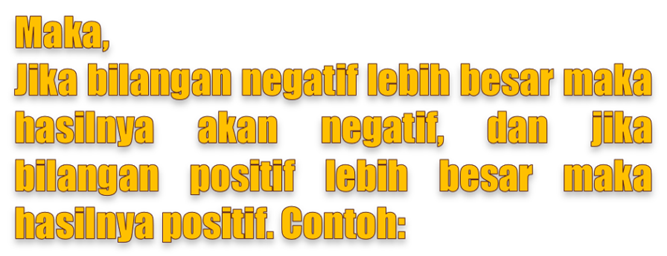 Maka,
Jika bilangan negatif lebih besar maka
hasilnya akan negatif, dan jika
bilangan positif lebih besar maka
hasilnya positif. Contoh: